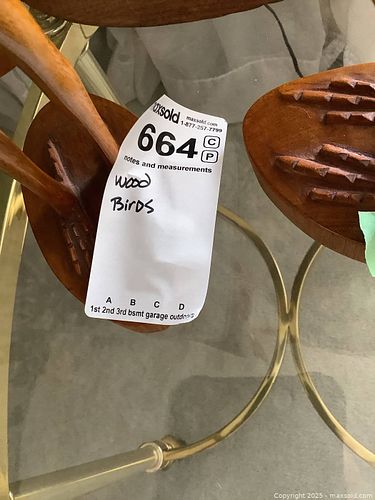 maxsold maxsold.com
1-877-257-7799
664 C
P
notes and measurements
Wood
Birds
A B C D
1st 2nd 3rd bsmt garage outdoors
Copyright 2025 - maxsold.com